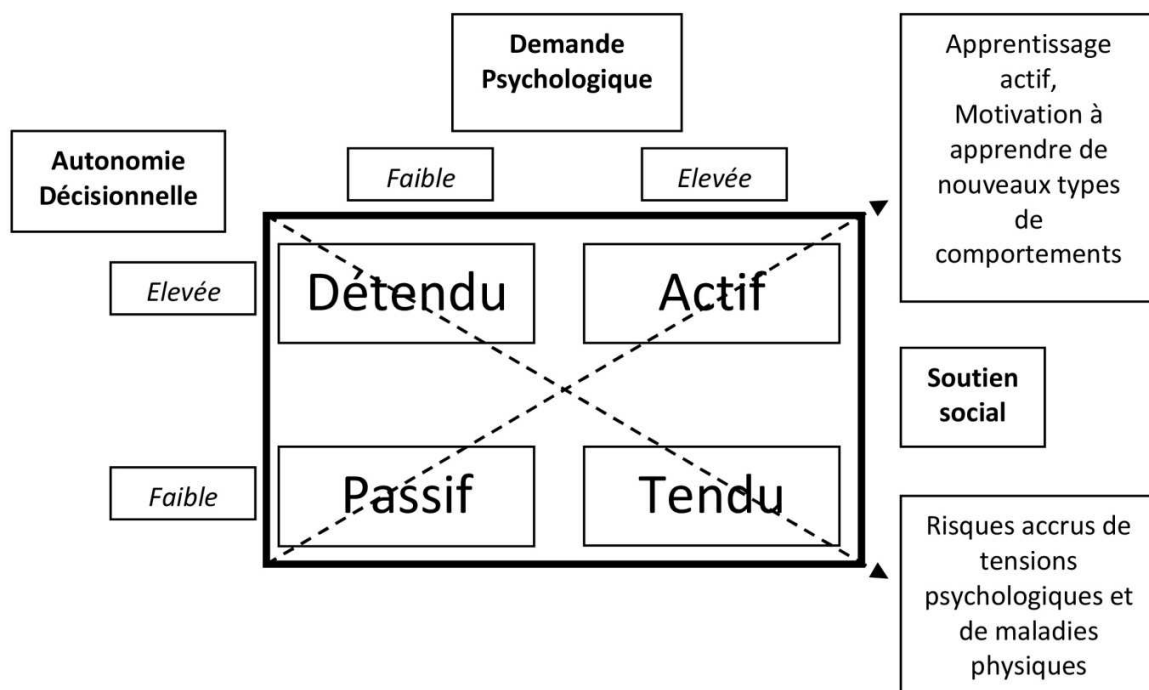 Demande
Psychologique
Apprentissage
actif,
Motivation à
apprendre de
nouveaux types
de
comportements
Autonomie
Décisionnelle
Faible
Elevée
Elevée
Détendu
Actif
Soutien
social
Faible
Passif
Tendu
Risques accrus de
tensions
psychologiques et
de maladies
physiques